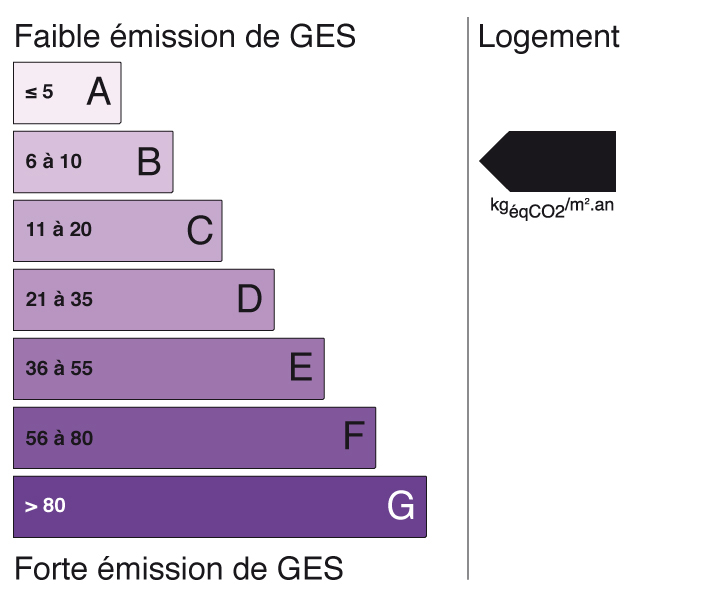 Faible émission de GES
≤ 5 A
6 à 10 B
11 à 20 C
21 à 35 D
36 à 55 E
56 à 80 F
> 80 G
Forte émission de GES
Logement
kgéqCO2/m².an